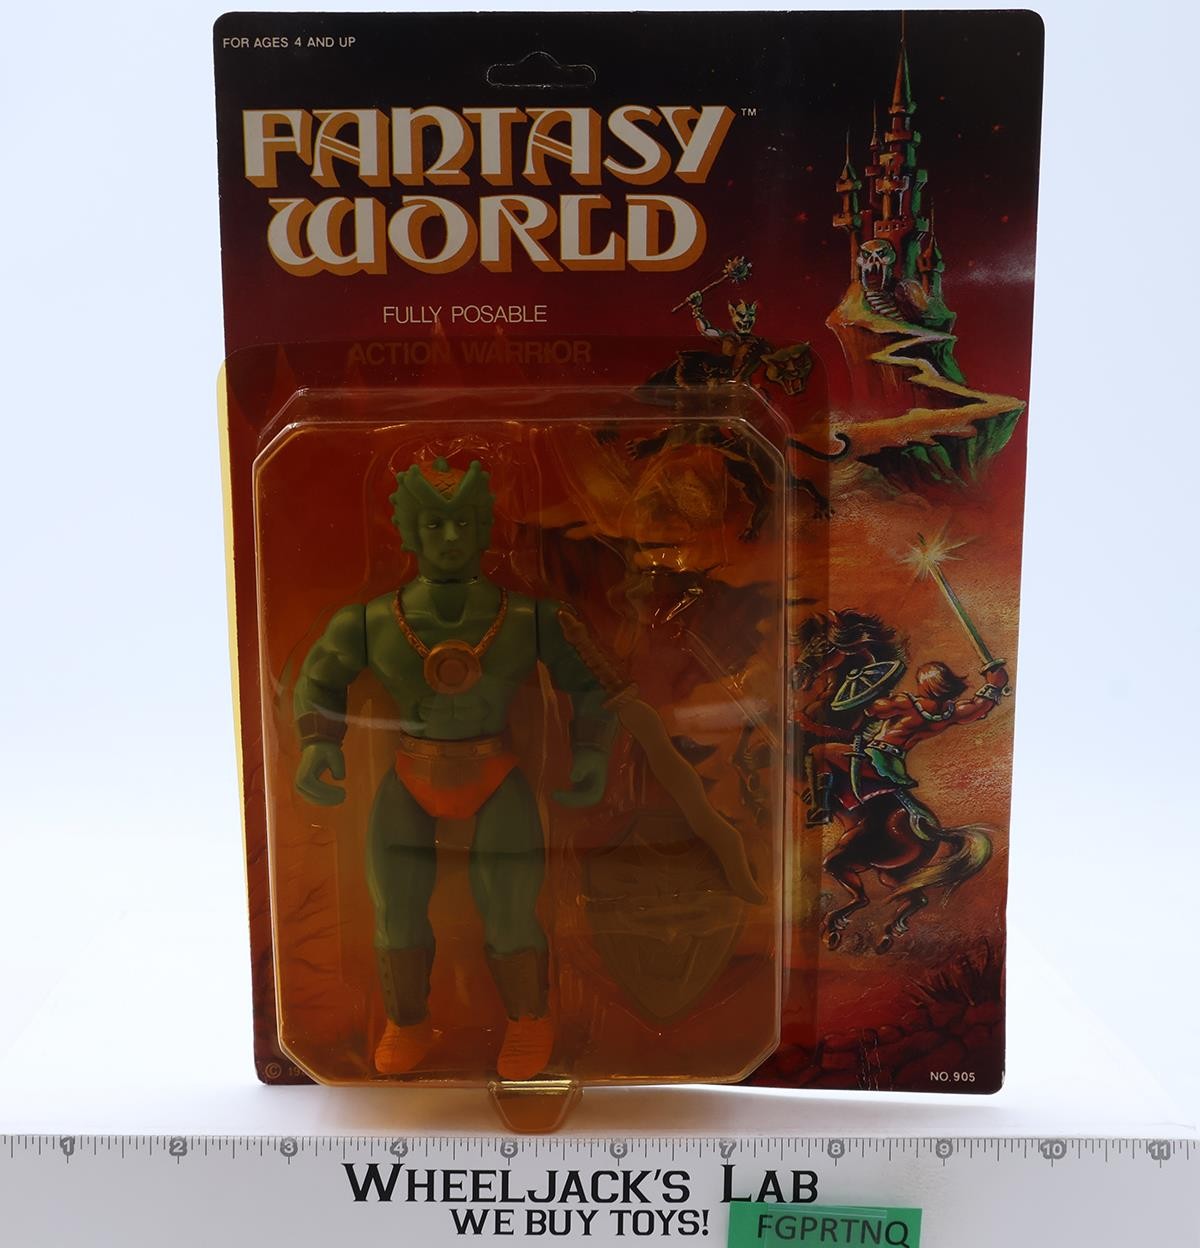 FOR AGES 4 AND UP
FANTASY™
WORLD
FULLY POSABLE
ACTION WARRIOR
©
NO. 905
1 2 3 4 5 6 7 8 9 10 11
WHEELJACK'S LAB
WE BUY TOYS!
FGPRTNQ